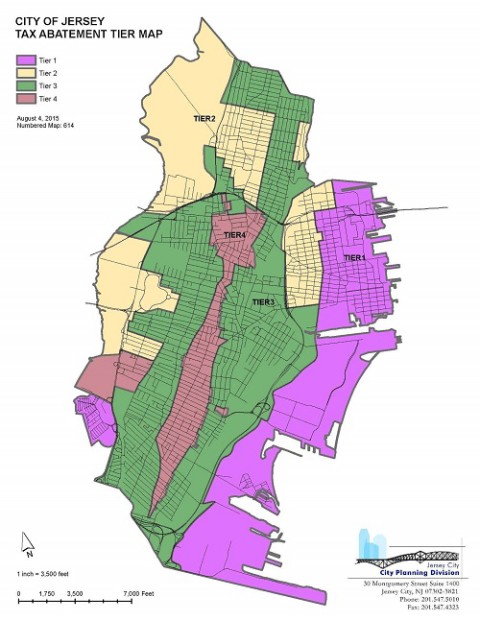 CITY OF JERSEY
TAX ABATEMENT TIER MAP
Tier 1
Tier 2
Tier 3
Tier 4
August 4, 2015
Numbered Map: 614
TIER2
TIER4
TIER1
TIER3
N
1 inch = 3,500 feet
0 1,750 3,500 7,000 Feet
Jersey City
City Planning Division
30 Montgomery Street Suite 1400
Jersey City, NJ 07302-3821
Phone: 201.547.5010
Fax: 201.547.4323